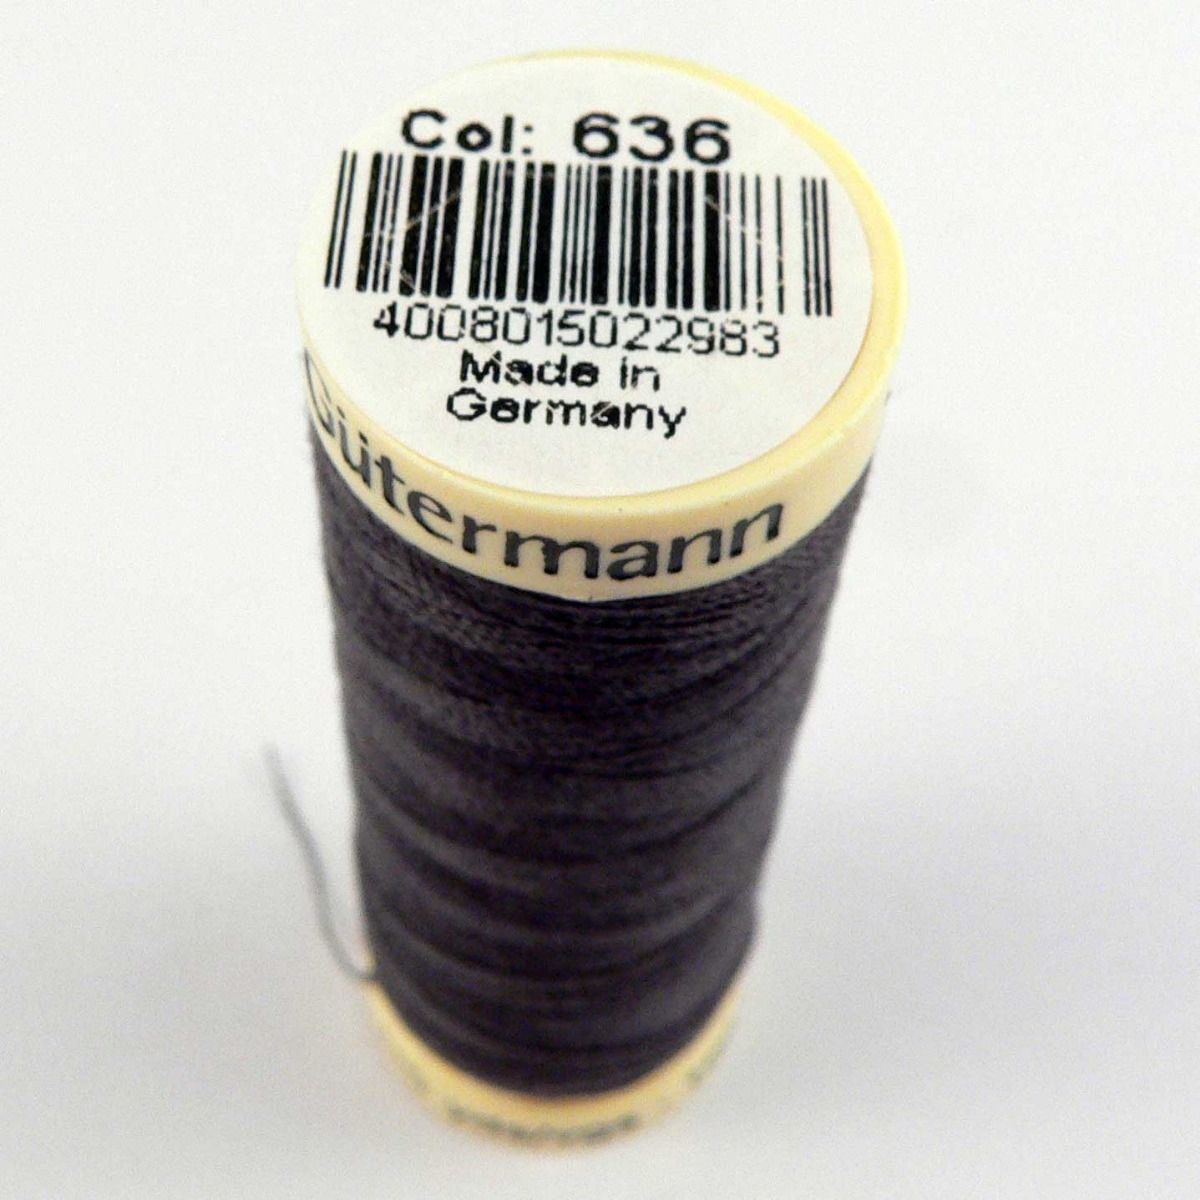 Col: 636
4008015022983
Made in
Germany
Gütermann